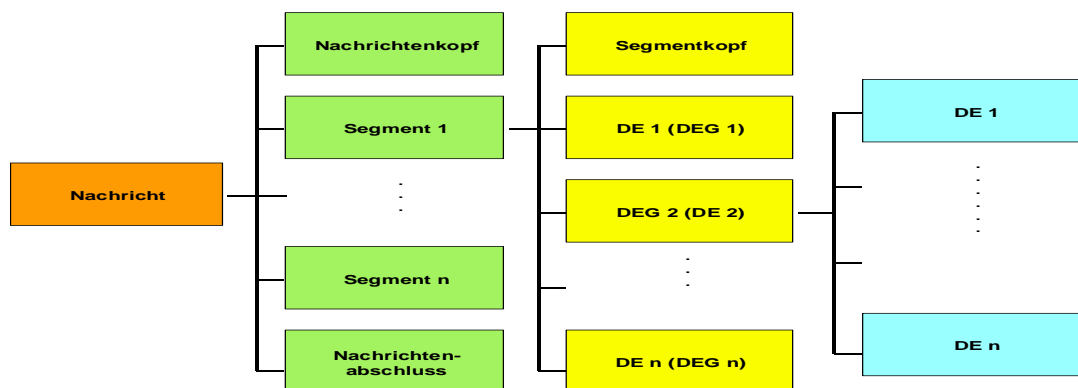 Nachricht
Nachrichtenkopf
Segment 1
Segment n
Nachrichten-
abschluss
Segmentkopf
DE 1 (DEG 1)
DEG 2 (DE 2)
DE n (DEG n)
DE 1
DE n